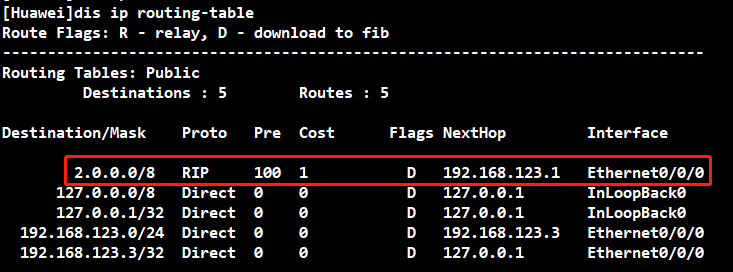 [Huawei]dis ip routing-table
Route Flags: R - relay, D - download to fib
------------------------------------------------------------------------------
Routing Tables: Public
Destinations : 5 Routes : 5
Destination/Mask Proto Pre Cost Flags NextHop Interface
2.0.0.0/8 RIP 100 1 D 192.168.123.1 Ethernet0/0/0
127.0.0.0/8 Direct 0 0 D 127.0.0.1 InLoopBack0
127.0.0.1/32 Direct 0 0 D 127.0.0.1 InLoopBack0
192.168.123.0/24 Direct 0 0 D 192.168.123.3 Ethernet0/0/0
192.168.123.3/32 Direct 0 0 D 127.0.0.1 Ethernet0/0/0